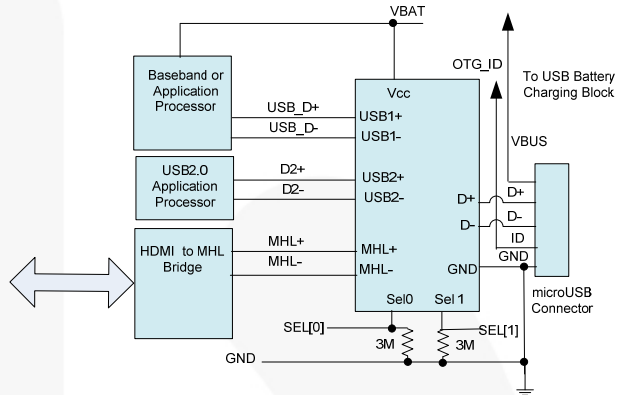 VBAT
OTG_ID
To USB Battery
Charging Block
Baseband or
Application
Processor
Vcc
USB_D+
USB1+
USB_D-
USB1-
VBUS
USB2.0
Application
Processor
D2+
USB2+
D2-
USB2-
D+
D+
D-
D-
HDMI to MHL
Bridge
MHL+
MHL+
MHL-
MHL-
ID
GND
GND
microUSB
Connector
Sel0
Sel 1
SEL[0]
SEL[1]
3M
3M
GND